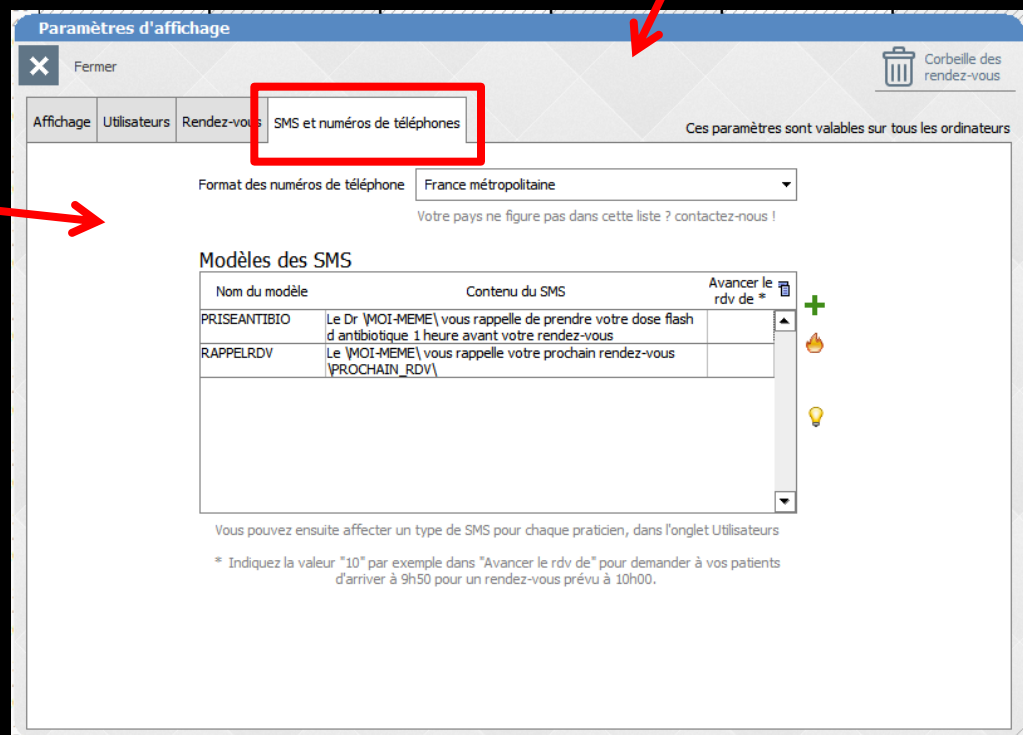 Paramètres d'affichage
Fermer
Corbeille des
rendez-vous
Affichage Utilisateurs Rendez-vous SMS et numéros de téléphones
Ces paramètres sont valables sur tous les ordinateurs
Format des numéros de téléphone France métropolitaine
Votre pays ne figure pas dans cette liste ? contactez-nous !
Modèles des SMS
Nom du modèle Contenu du SMS Avancer le
rdv de *
PRISEANTIBIO Le Dr \MOI-MEME\ vous rappelle de prendre votre dose flash
d antibiotique 1 heure avant votre rendez-vous
RAPPELRDV Le \MOI-MEME\ vous rappelle votre prochain rendez-vous
\PROCHAIN_RDV\
Vous pouvez ensuite affecter un type de SMS pour chaque praticien, dans l'onglet Utilisateurs
* Indiquez la valeur "10" par exemple dans "Avancer le rdv de" pour demander à vos patients
d'arriver à 9h50 pour un rendez-vous prévu à 10h00.